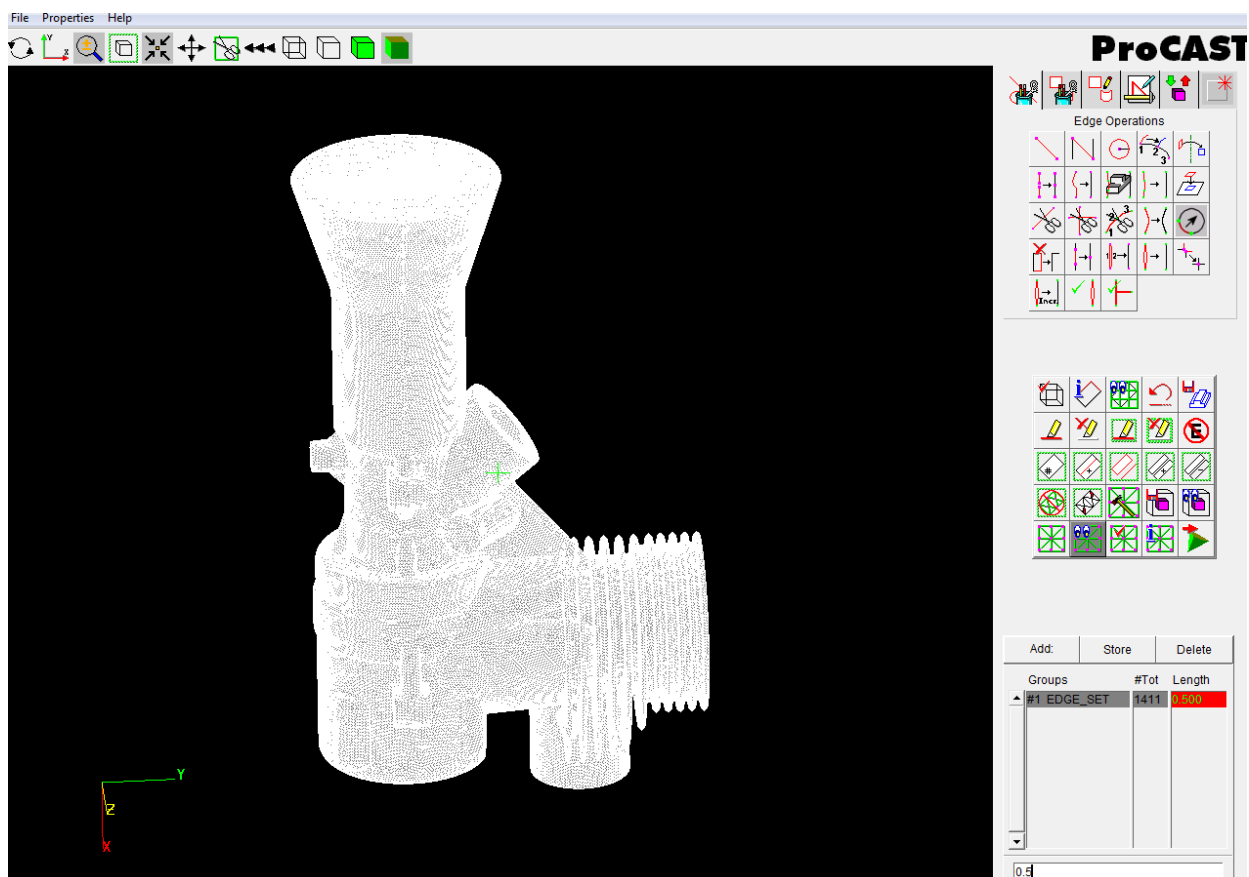 File Properties Help
ProCAST
Edge Operations
Add: Store Delete
Groups #Tot Length
#1 EDGE_SET 1411 0.500
0.5
Y
Z
X